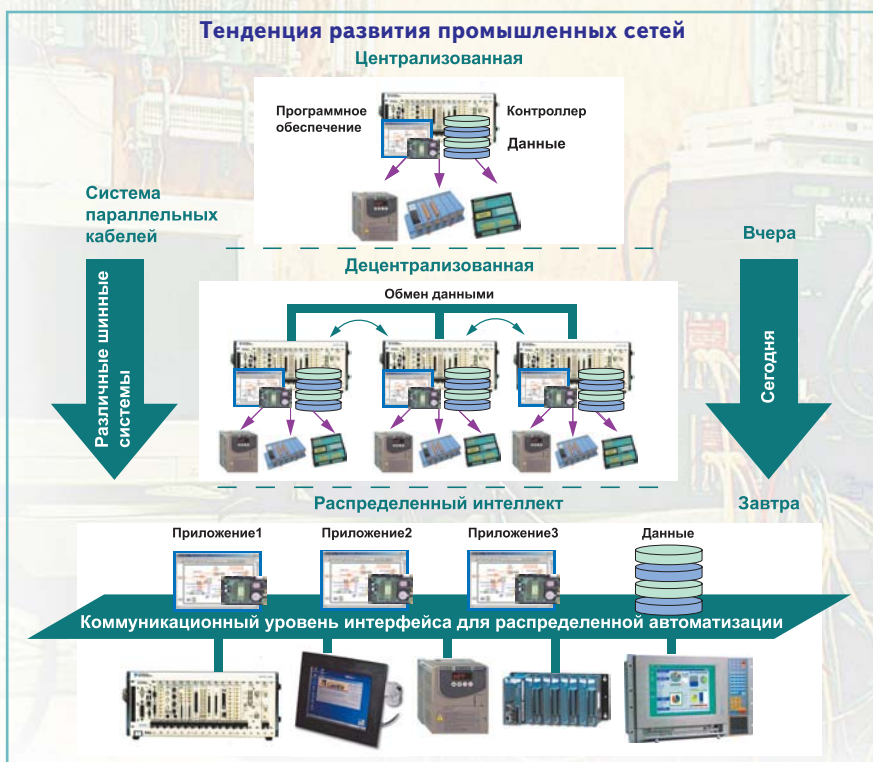 Тенденция развития промышленных сетей
Централизованная
Программное
обеспечение
Контроллер
Данные
Система
параллельных
кабелей
Вчера
Децентрализованная
Обмен данными
Различные шинные
системы
Сегодня
Распределенный интеллект
Завтра
Приложение1
Приложение2
Приложение3
Данные
Коммуникационный уровень интерфейса для распределенной автоматизации